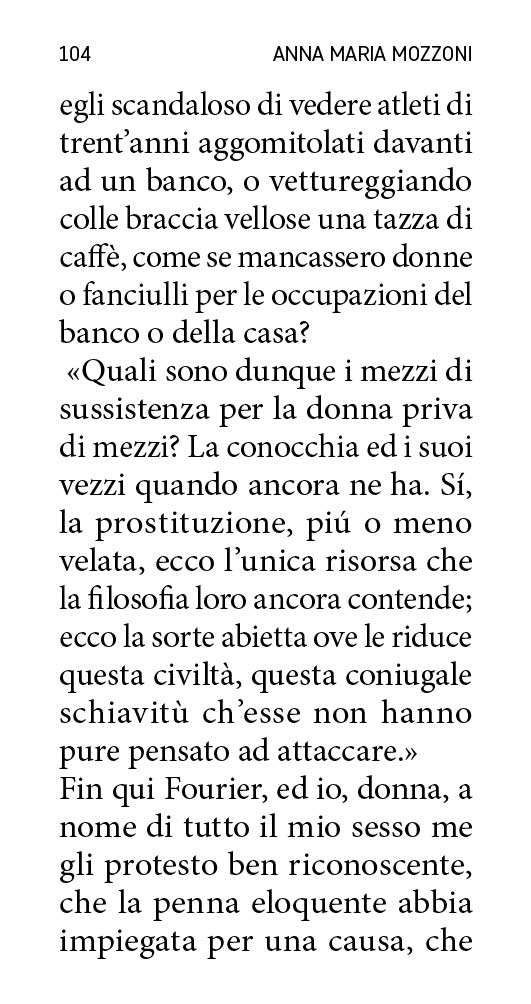 104 ANNA MARIA MOZZONI
egli scandaloso di vedere atleti di
trent’anni aggomitolati davanti
ad un banco, o vettureggiando
colle braccia vellose una tazza di
caffè, come se mancassero donne
o fanciulli per le occupazioni del
banco o della casa?
«Quali sono dunque i mezzi di
sussistenza per la donna priva
di mezzi? La conocchia ed i suoi
vezzi quando ancora ne ha. Sí,
la prostituzione, piú o meno
velata, ecco l’unica risorsa che
la filosofia loro ancora contende;
ecco la sorte abietta ove le riduce
questa civiltà, questa coniugale
schiavitù ch’esse non hanno
pure pensato ad attaccare.»
Fin qui Fourier, ed io, donna, a
nome di tutto il mio sesso me
gli protesto ben riconoscente,
che la penna eloquente abbia
impiegata per una causa, che